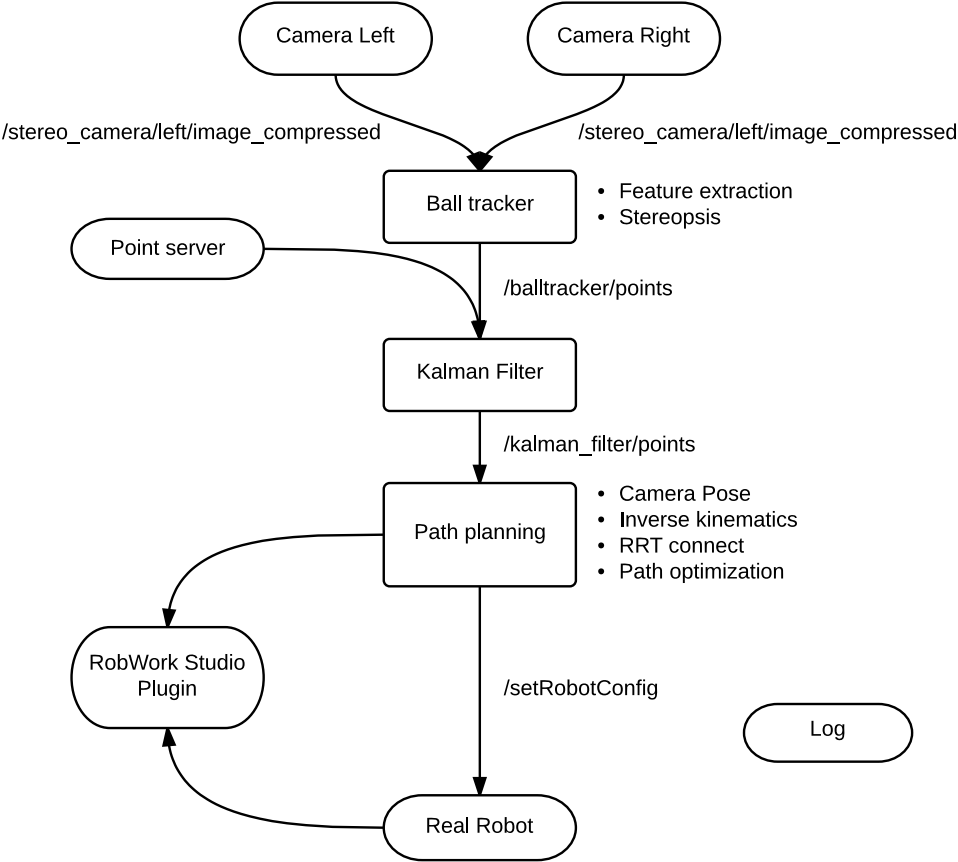 Camera Left
Camera Right
/stereo_camera/left/image_compressed
/stereo_camera/left/image_compressed
Ball tracker
• Feature extraction
• Stereopsis
Point server
/balltracker/points
Kalman Filter
/kalman_filter/points
Path planning
• Camera Pose
• Inverse kinematics
• RRT connect
• Path optimization
RobWork Studio
Plugin
/setRobotConfig
Log
Real Robot